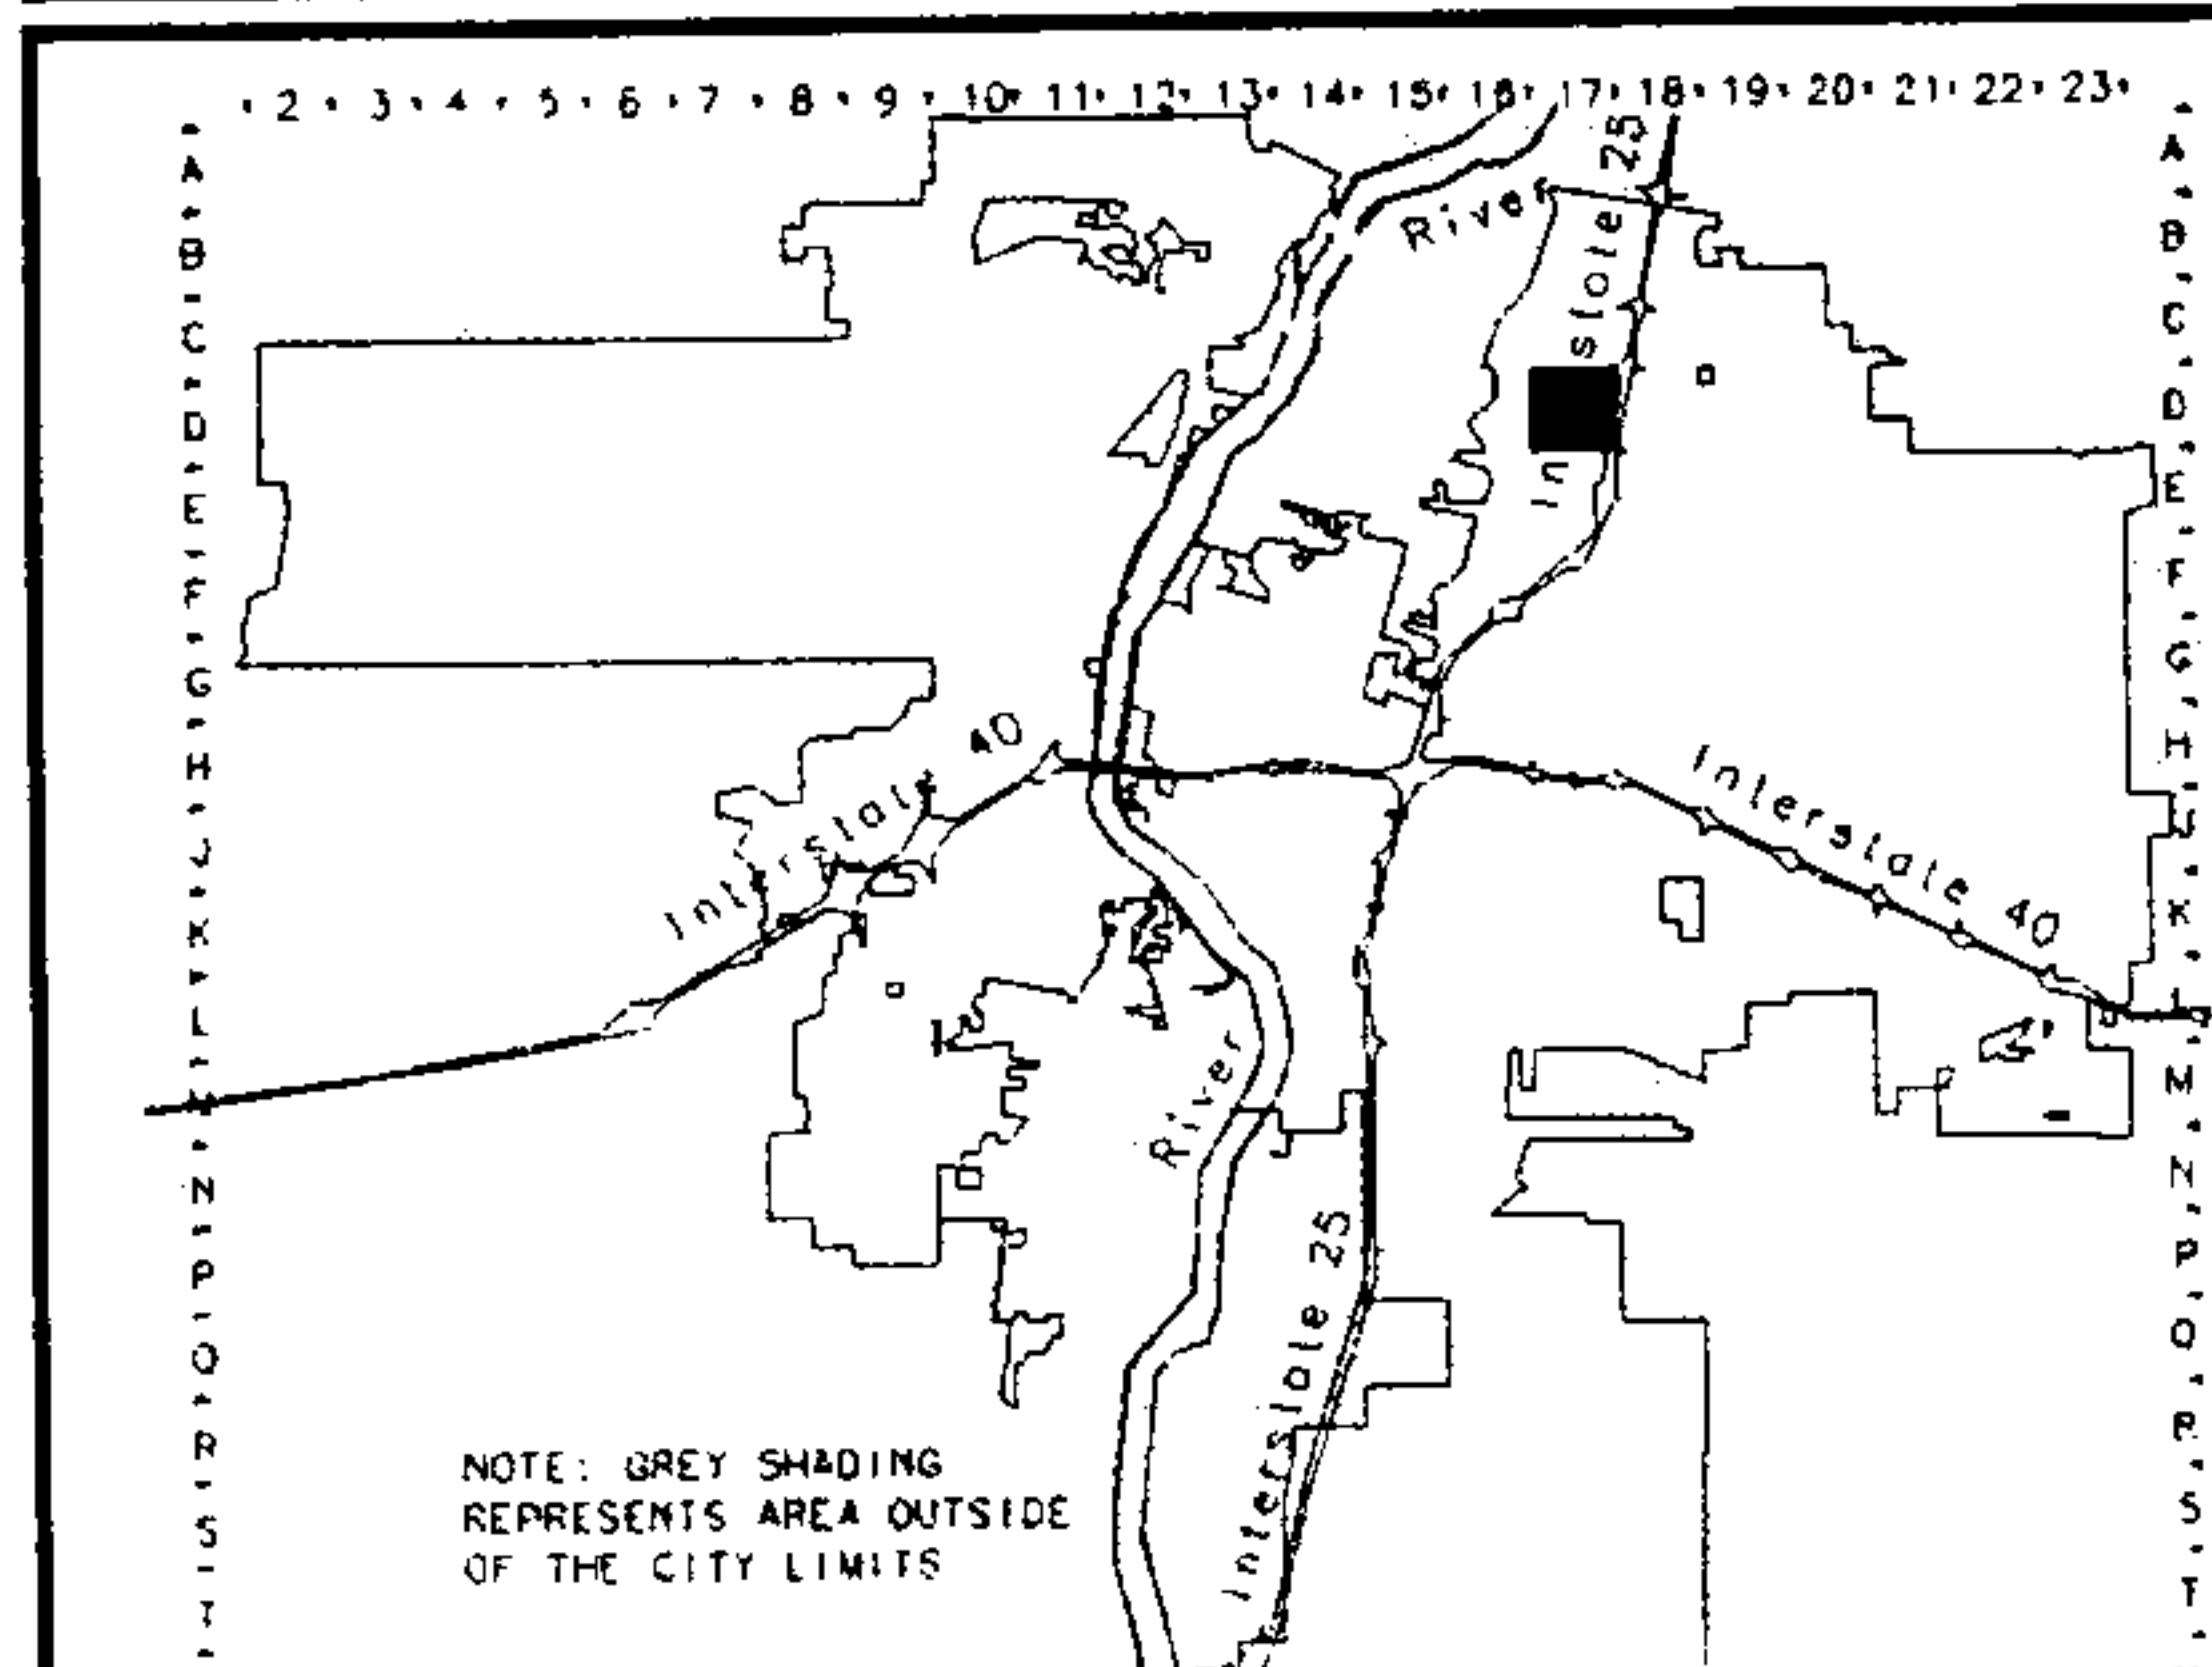 2 3 4 5 6 7 8 9 10 11 12 13 14 15 16 17 18 19 20 21 22 23
A A
B B
C C
D D
E E
F F
G G
H H
J J
K K
L L
M M
N N
P P
Q Q
R R
S S
T T
River
Interstate 25
Interstate 40
Interstate 40
River
Interstate 25
NOTE: GREY SHADING
REPRESENTS AREA OUTSIDE
OF THE CITY LIMITS